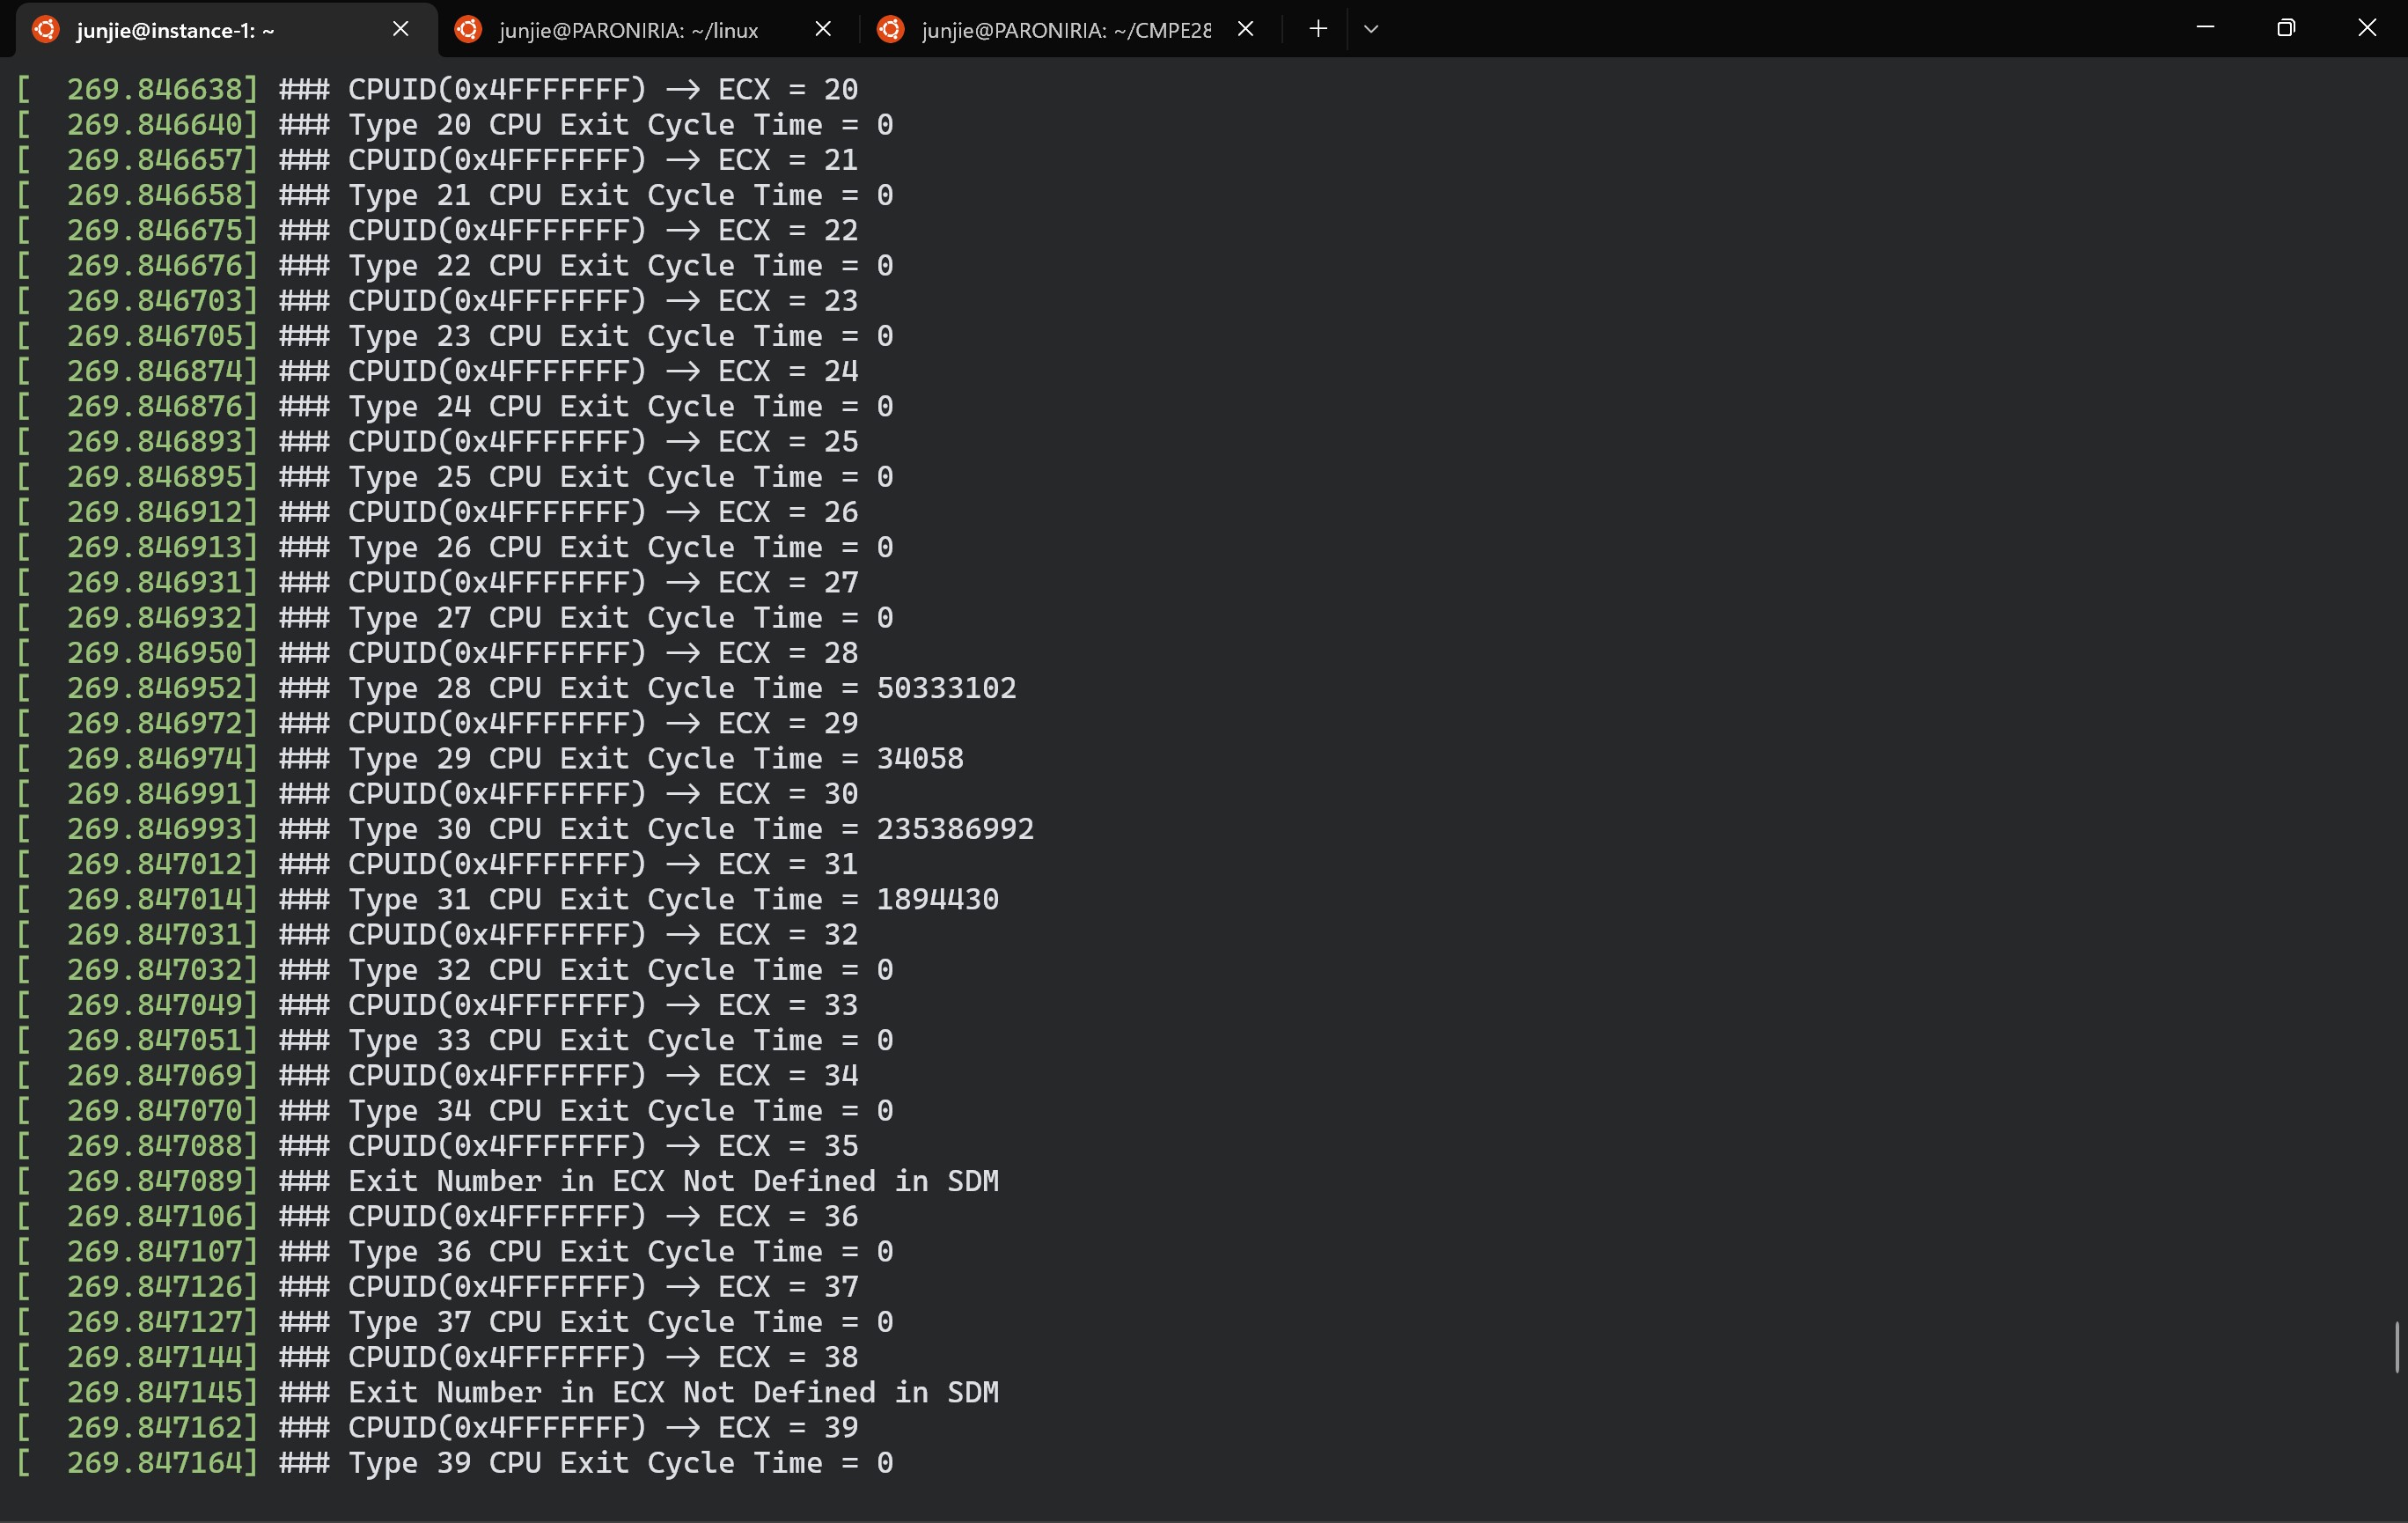 junjie@instance-1: ~
junjie@PARONIRIA: ~/linux
junjie@PARONIRIA: ~/CMPE28
[  269.846638] ### CPUID(0x4FFFFFFF) --> ECX = 20
[  269.846640] ### Type 20 CPU Exit Cycle Time = 0
[  269.846657] ### CPUID(0x4FFFFFFF) --> ECX = 21
[  269.846658] ### Type 21 CPU Exit Cycle Time = 0
[  269.846675] ### CPUID(0x4FFFFFFF) --> ECX = 22
[  269.846676] ### Type 22 CPU Exit Cycle Time = 0
[  269.846703] ### CPUID(0x4FFFFFFF) --> ECX = 23
[  269.846705] ### Type 23 CPU Exit Cycle Time = 0
[  269.846874] ### CPUID(0x4FFFFFFF) --> ECX = 24
[  269.846876] ### Type 24 CPU Exit Cycle Time = 0
[  269.846893] ### CPUID(0x4FFFFFFF) --> ECX = 25
[  269.846895] ### Type 25 CPU Exit Cycle Time = 0
[  269.846912] ### CPUID(0x4FFFFFFF) --> ECX = 26
[  269.846913] ### Type 26 CPU Exit Cycle Time = 0
[  269.846931] ### CPUID(0x4FFFFFFF) --> ECX = 27
[  269.846932] ### Type 27 CPU Exit Cycle Time = 0
[  269.846950] ### CPUID(0x4FFFFFFF) --> ECX = 28
[  269.846952] ### Type 28 CPU Exit Cycle Time = 50333102
[  269.846972] ### CPUID(0x4FFFFFFF) --> ECX = 29
[  269.846974] ### Type 29 CPU Exit Cycle Time = 34058
[  269.846991] ### CPUID(0x4FFFFFFF) --> ECX = 30
[  269.846993] ### Type 30 CPU Exit Cycle Time = 235386992
[  269.847012] ### CPUID(0x4FFFFFFF) --> ECX = 31
[  269.847014] ### Type 31 CPU Exit Cycle Time = 1894430
[  269.847031] ### CPUID(0x4FFFFFFF) --> ECX = 32
[  269.847032] ### Type 32 CPU Exit Cycle Time = 0
[  269.847049] ### CPUID(0x4FFFFFFF) --> ECX = 33
[  269.847051] ### Type 33 CPU Exit Cycle Time = 0
[  269.847069] ### CPUID(0x4FFFFFFF) --> ECX = 34
[  269.847070] ### Type 34 CPU Exit Cycle Time = 0
[  269.847088] ### CPUID(0x4FFFFFFF) --> ECX = 35
[  269.847089] ### Exit Number in ECX Not Defined in SDM
[  269.847106] ### CPUID(0x4FFFFFFF) --> ECX = 36
[  269.847107] ### Type 36 CPU Exit Cycle Time = 0
[  269.847126] ### CPUID(0x4FFFFFFF) --> ECX = 37
[  269.847127] ### Type 37 CPU Exit Cycle Time = 0
[  269.847144] ### CPUID(0x4FFFFFFF) --> ECX = 38
[  269.847145] ### Exit Number in ECX Not Defined in SDM
[  269.847162] ### CPUID(0x4FFFFFFF) --> ECX = 39
[  269.847164] ### Type 39 CPU Exit Cycle Time = 0